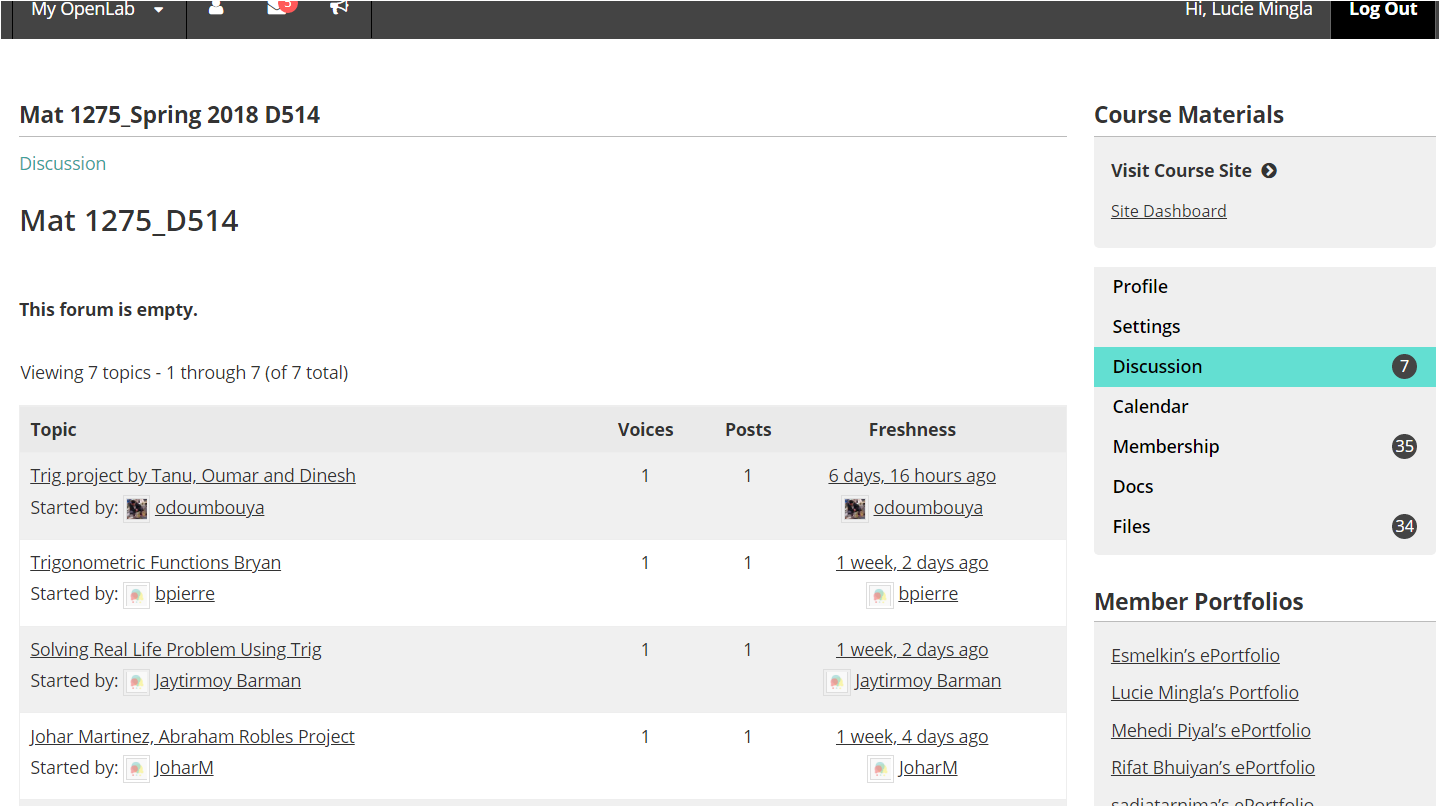 My OpenLab
5
Hi, Lucie Mingla
Log Out
Mat 1275_Spring 2018 D514
Discussion
Mat 1275_D514
This forum is empty.
Viewing 7 topics - 1 through 7 (of 7 total)
Topic Voices Posts Freshness
Trig project by Tanu, Oumar and Dinesh 1 1 6 days, 16 hours ago
Started by: odoumbouya odoumbouya
Trigonometric Functions Bryan 1 1 1 week, 2 days ago
Started by: bpierre bpierre
Solving Real Life Problem Using Trig 1 1 1 week, 2 days ago
Started by: Jaytirmoy Barman Jaytirmoy Barman
Johar Martinez, Abraham Robles Project 1 1 1 week, 4 days ago
Started by: JoharM JoharM
Course Materials
Visit Course Site
Site Dashboard
Profile
Settings
Discussion 7
Calendar
Membership 35
Docs
Files 34
Member Portfolios
Esmelkin's ePortfolio
Lucie Mingla's Portfolio
Mehedi Piyal's ePortfolio
Rifat Bhuiyan's ePortfolio
sadiatarnima's ePortfolio